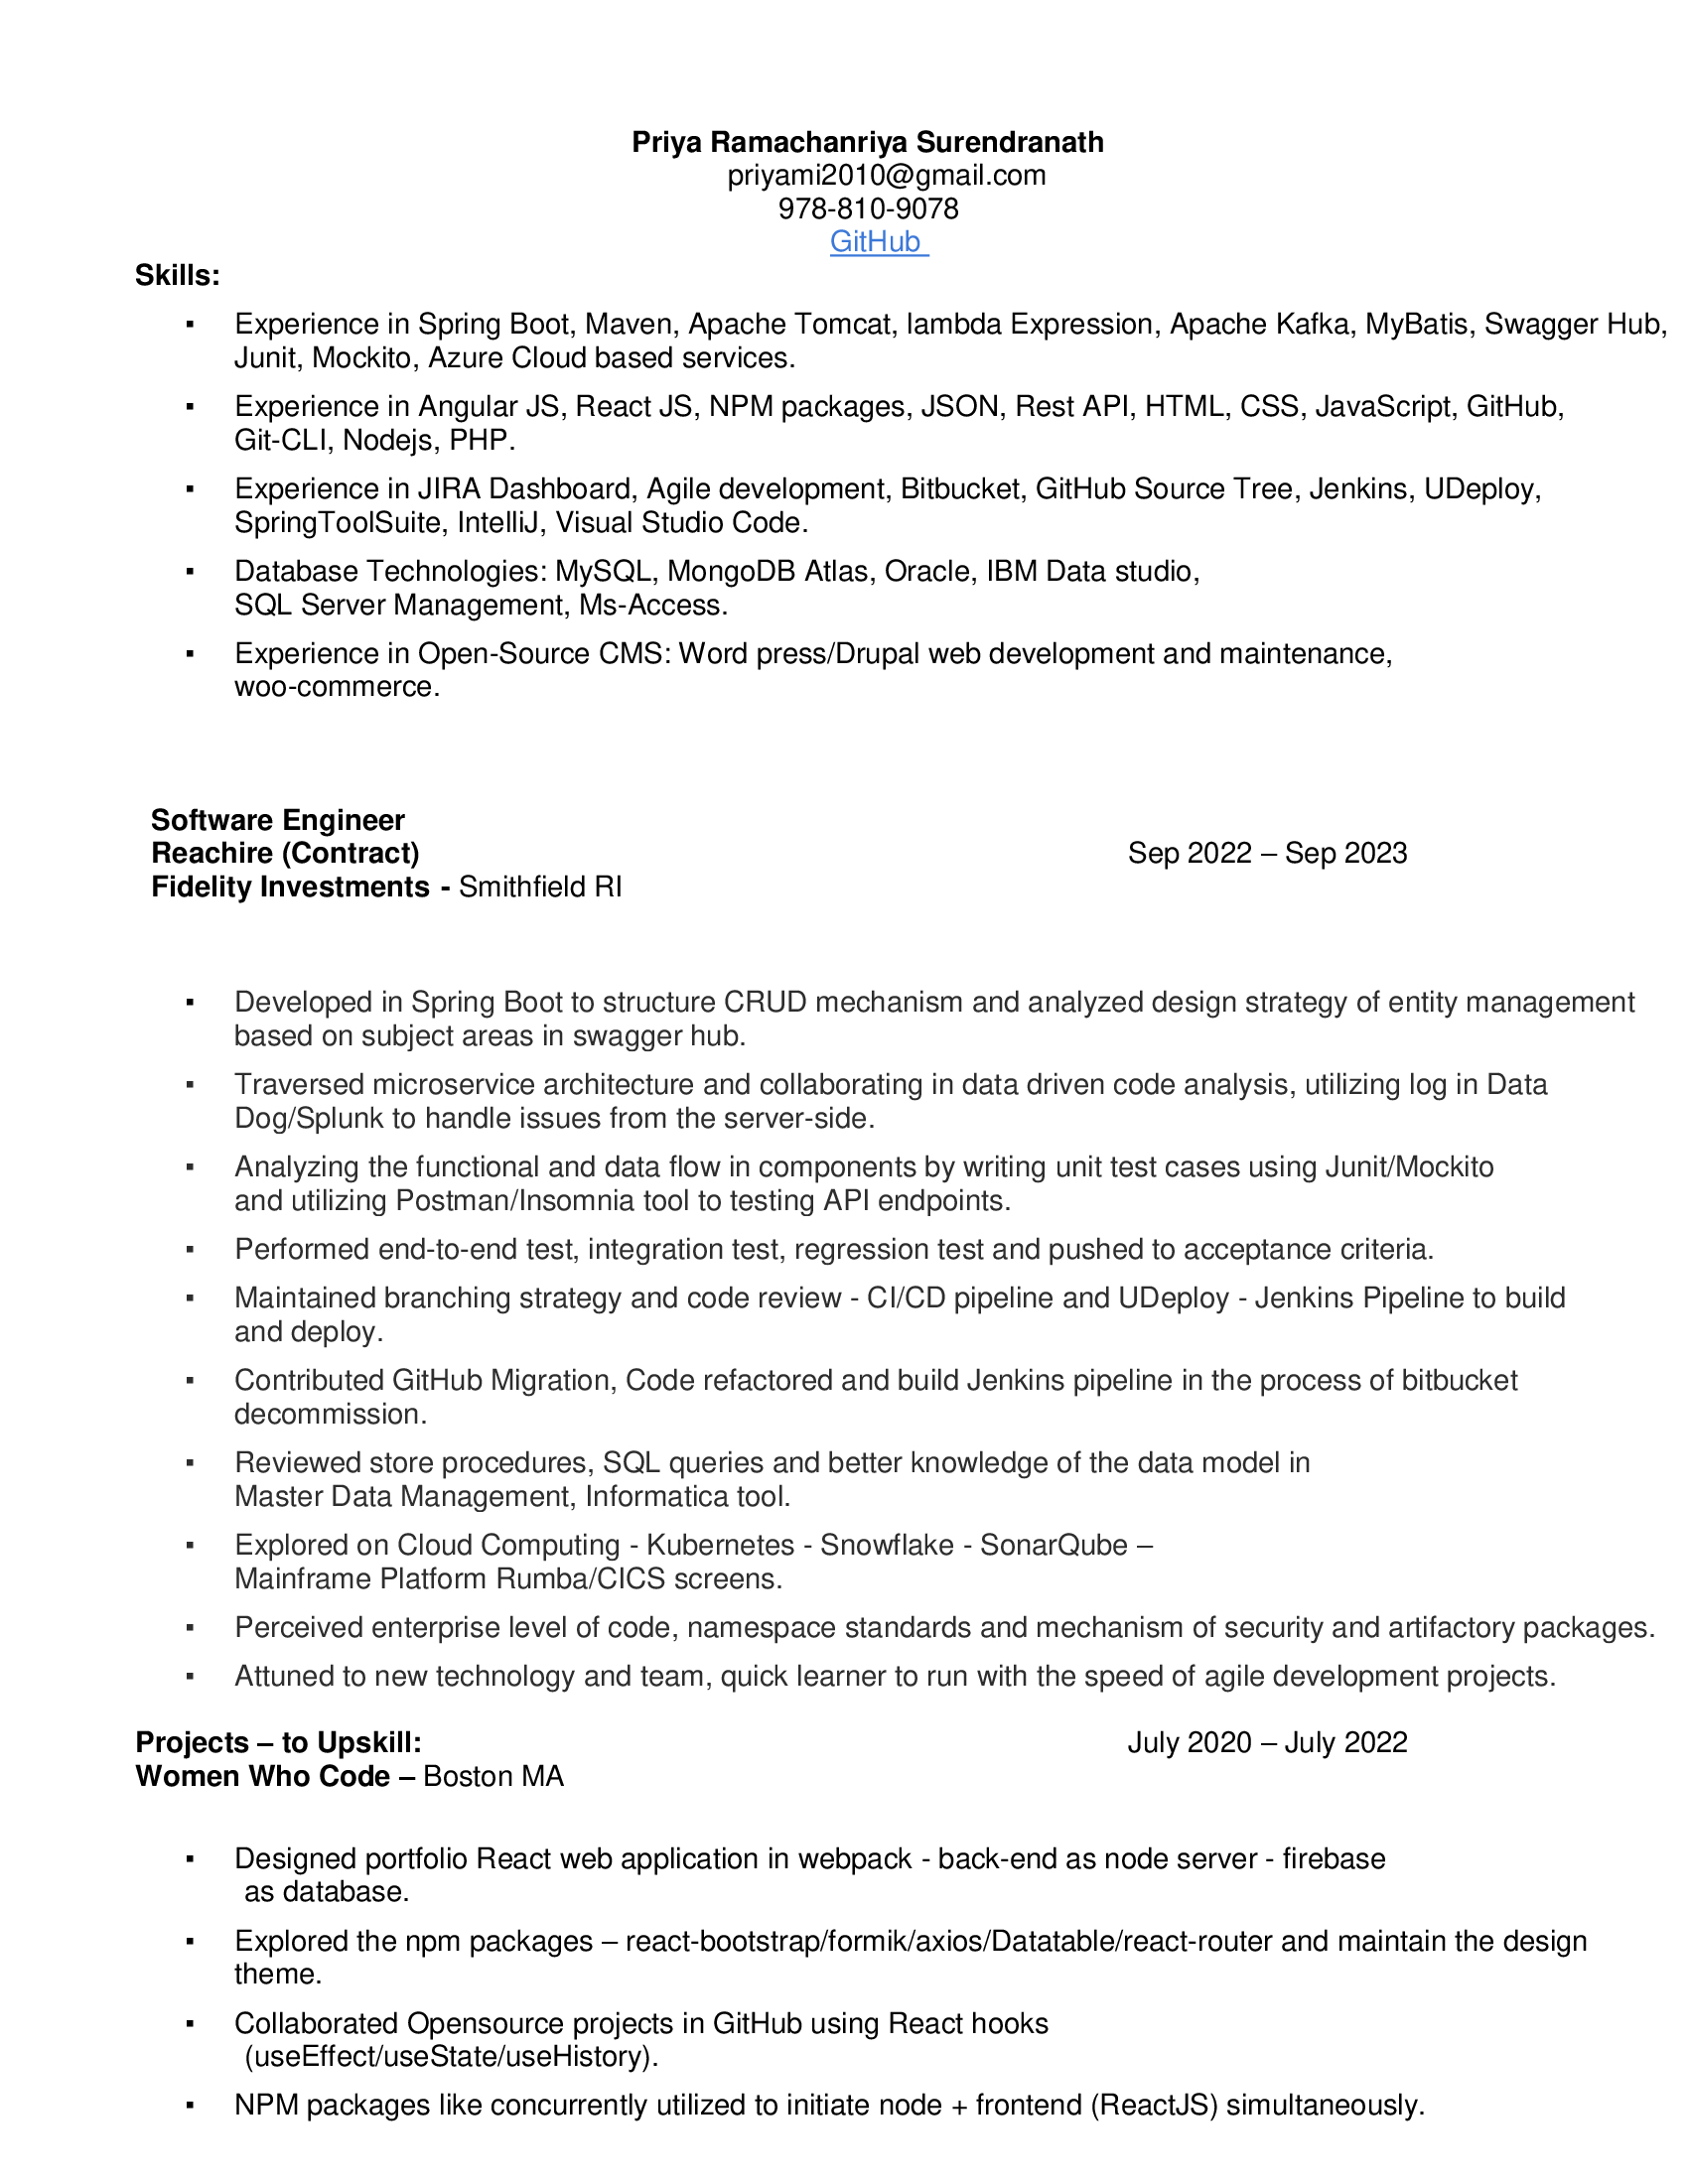 Priya Ramachanriya Surendranath
priyami2010@gmail.com
978-810-9078
GitHub
Skills:
▪ Experience in Spring Boot, Maven, Apache Tomcat, lambda Expression, Apache Kafka, MyBatis, Swagger Hub,
Junit, Mockito, Azure Cloud based services.
▪ Experience in Angular JS, React JS, NPM packages, JSON, Rest API, HTML, CSS, JavaScript, GitHub,
Git-CLI, Nodejs, PHP.
▪ Experience in JIRA Dashboard, Agile development, Bitbucket, GitHub Source Tree, Jenkins, UDeploy,
SpringToolSuite, IntelliJ, Visual Studio Code.
▪ Database Technologies: MySQL, MongoDB Atlas, Oracle, IBM Data studio,
SQL Server Management, Ms-Access.
▪ Experience in Open-Source CMS: Word press/Drupal web development and maintenance,
woo-commerce.
Software Engineer
Reachire (Contract) Sep 2022 – Sep 2023
Fidelity Investments - Smithfield RI
▪ Developed in Spring Boot to structure CRUD mechanism and analyzed design strategy of entity management
based on subject areas in swagger hub.
▪ Traversed microservice architecture and collaborating in data driven code analysis, utilizing log in Data
Dog/Splunk to handle issues from the server-side.
▪ Analyzing the functional and data flow in components by writing unit test cases using Junit/Mockito
and utilizing Postman/Insomnia tool to testing API endpoints.
▪ Performed end-to-end test, integration test, regression test and pushed to acceptance criteria.
▪ Maintained branching strategy and code review - CI/CD pipeline and UDeploy - Jenkins Pipeline to build
and deploy.
▪ Contributed GitHub Migration, Code refactored and build Jenkins pipeline in the process of bitbucket
decommission.
▪ Reviewed store procedures, SQL queries and better knowledge of the data model in
Master Data Management, Informatica tool.
▪ Explored on Cloud Computing - Kubernetes - Snowflake - SonarQube –
Mainframe Platform Rumba/CICS screens.
▪ Perceived enterprise level of code, namespace standards and mechanism of security and artifactory packages.
▪ Attuned to new technology and team, quick learner to run with the speed of agile development projects.
Projects – to Upskill: July 2020 – July 2022
Women Who Code – Boston MA
▪ Designed portfolio React web application in webpack - back-end as node server - firebase
as database.
▪ Explored the npm packages – react-bootstrap/formik/axios/Datatable/react-router and maintain the design
theme.
▪ Collaborated Opensource projects in GitHub using React hooks
(useEffect/useState/useHistory).
▪ NPM packages like concurrently utilized to initiate node + frontend (ReactJS) simultaneously.